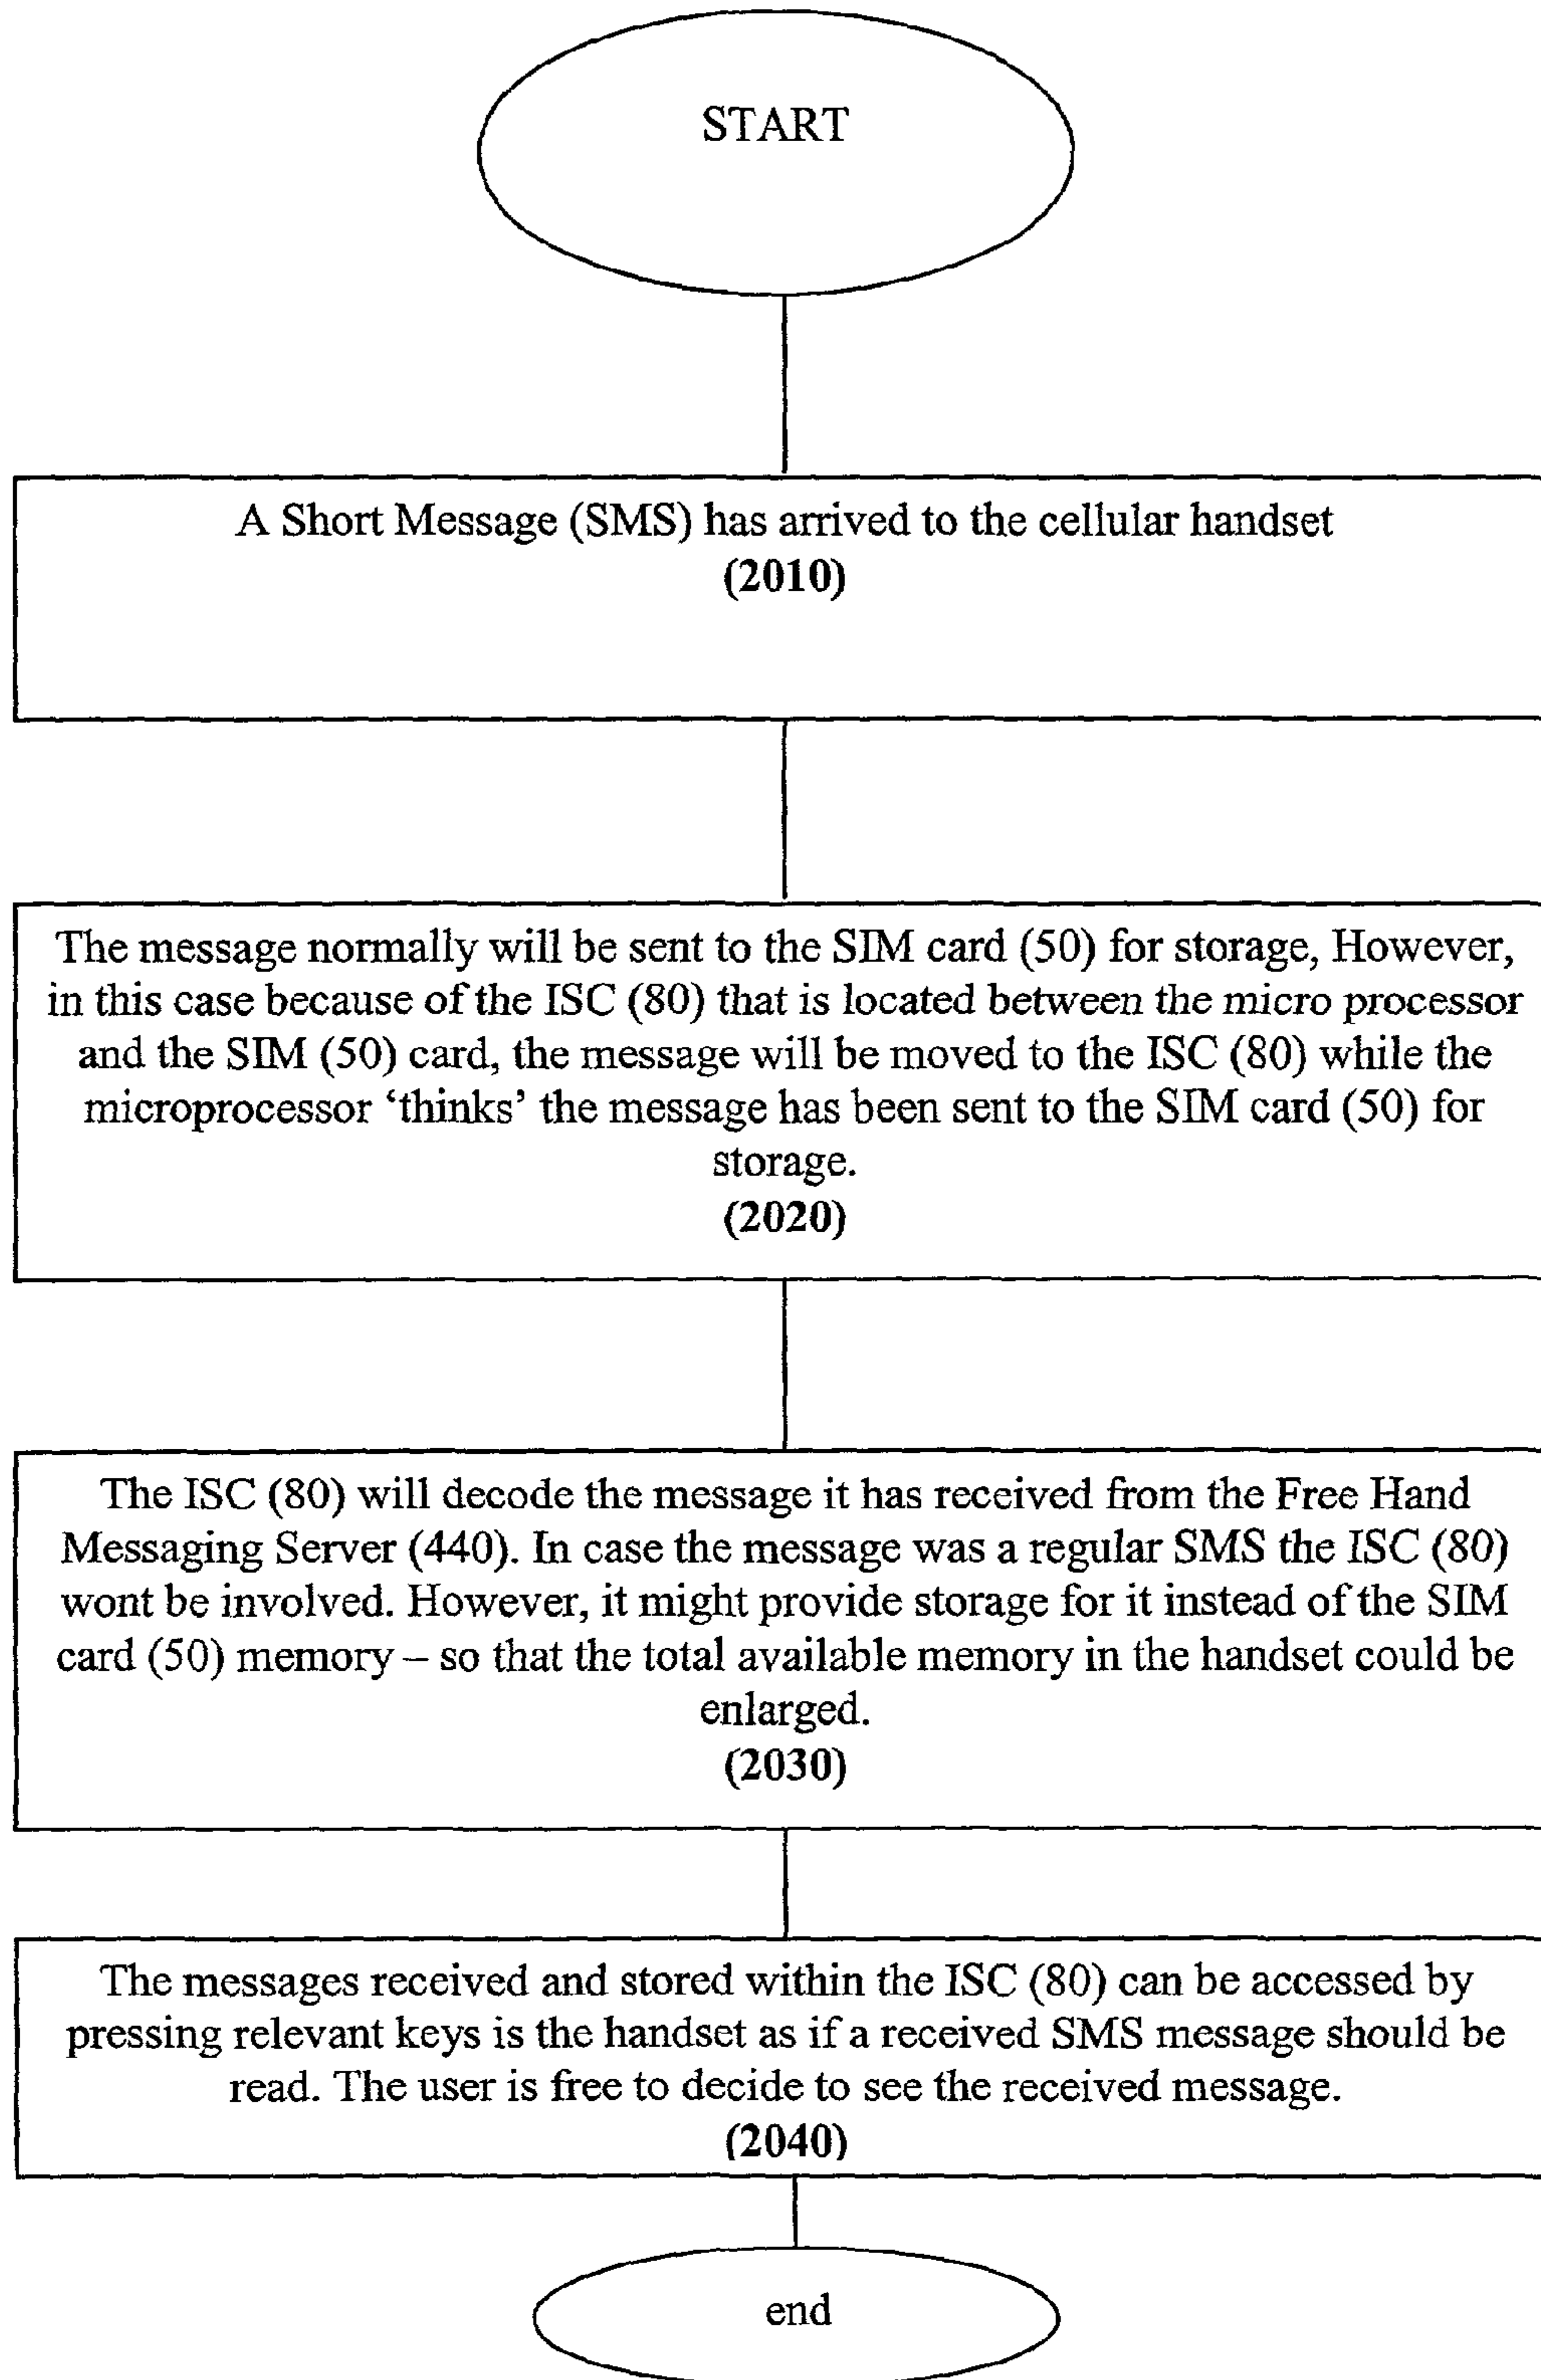 START
A Short Message (SMS) has arrived to the cellular handset
(2010)
The message normally will be sent to the SIM card (50) for storage, However,
in this case because of the ISC (80) that is located between the micro processor
and the SIM (50) card, the message will be moved to the ISC (80) while the
microprocessor ‘thinks’ the message has been sent to the SIM card (50) for
storage.
(2020)
The ISC (80) will decode the message it has received from the Free Hand
Messaging Server (440). In case the message was a regular SMS the ISC (80)
wont be involved. However, it might provide storage for it instead of the SIM
card (50) memory – so that the total available memory in the handset could be
enlarged.
(2030)
The messages received and stored within the ISC (80) can be accessed by
pressing relevant keys is the handset as if a received SMS message should be
read. The user is free to decide to see the received message.
(2040)
end